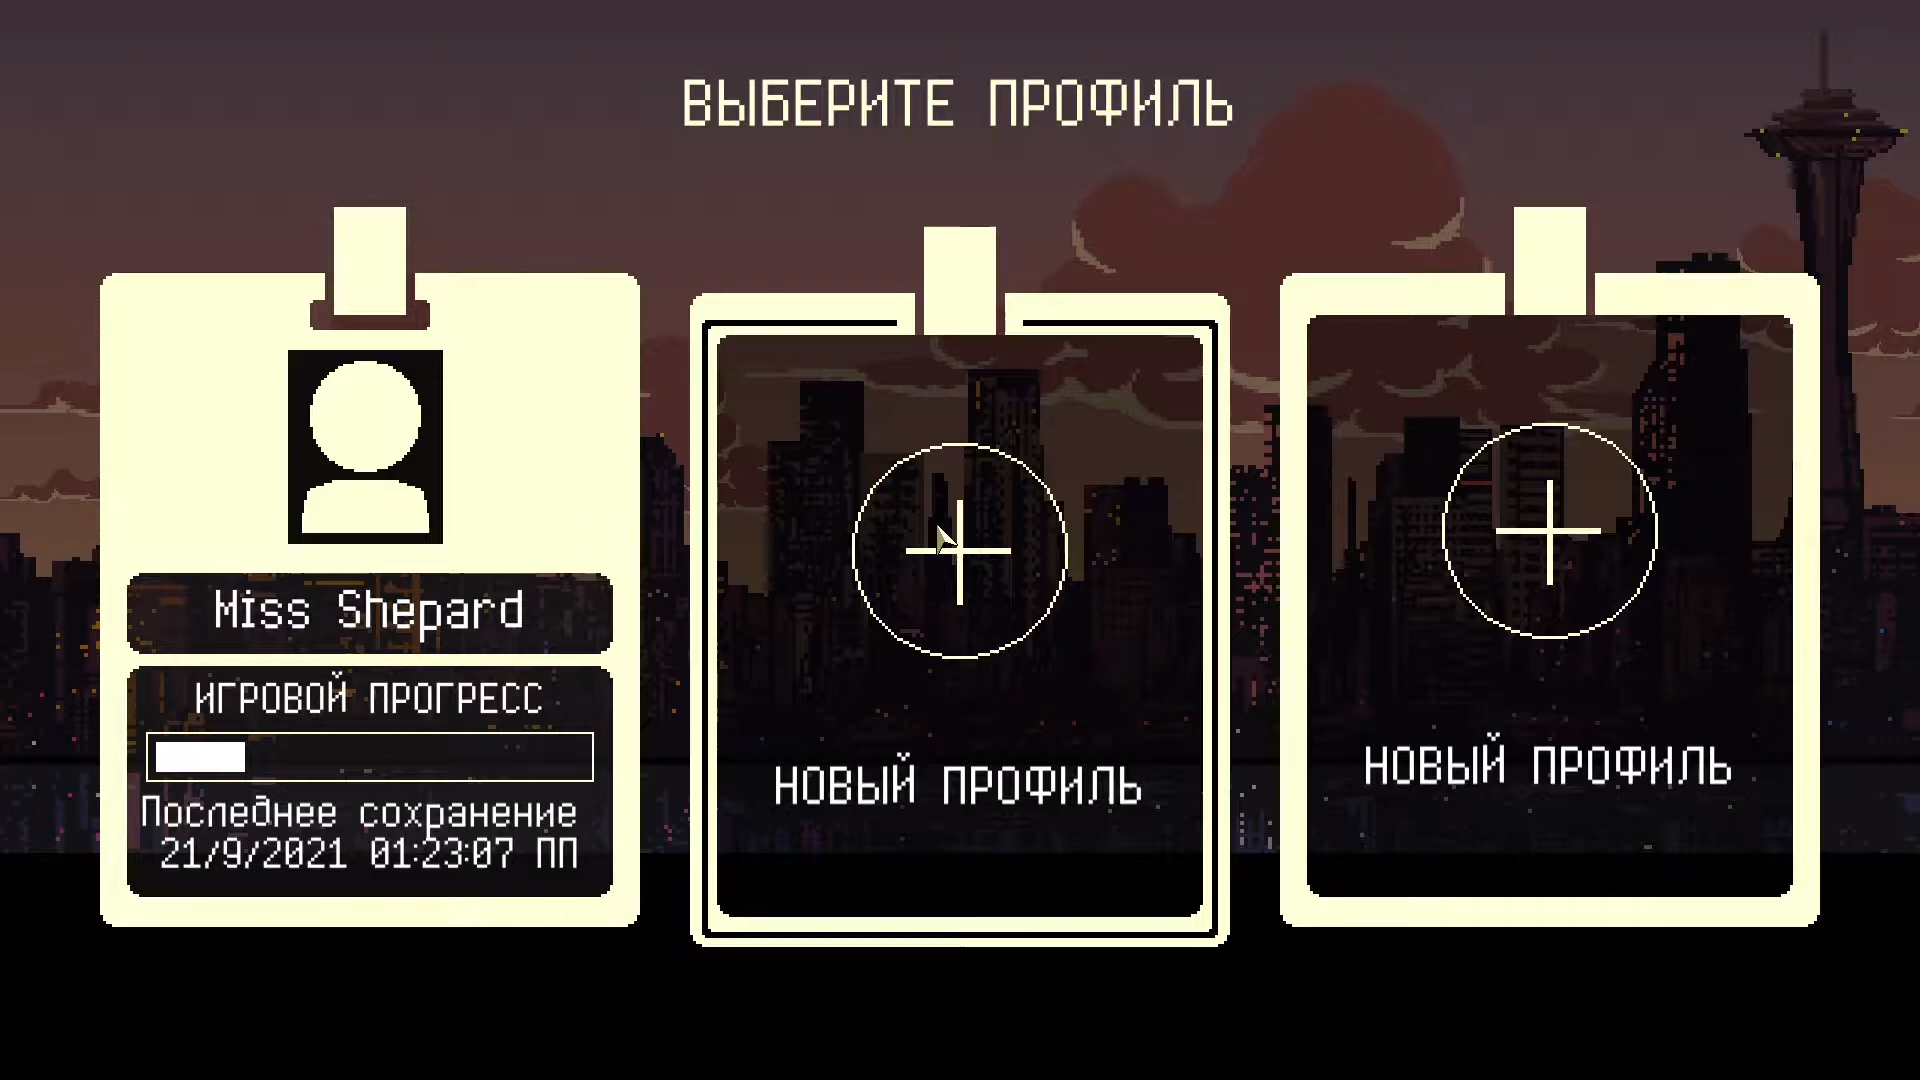 ВЫБЕРИТЕ ПРОФИЛЬ
Miss Shepard
ИГРОВОЙ ПРОГРЕСС
Последнее сохранение
21/9/2021 01:23:07 ПП
НОВЫЙ ПРОФИЛЬ
НОВЫЙ ПРОФИЛЬ